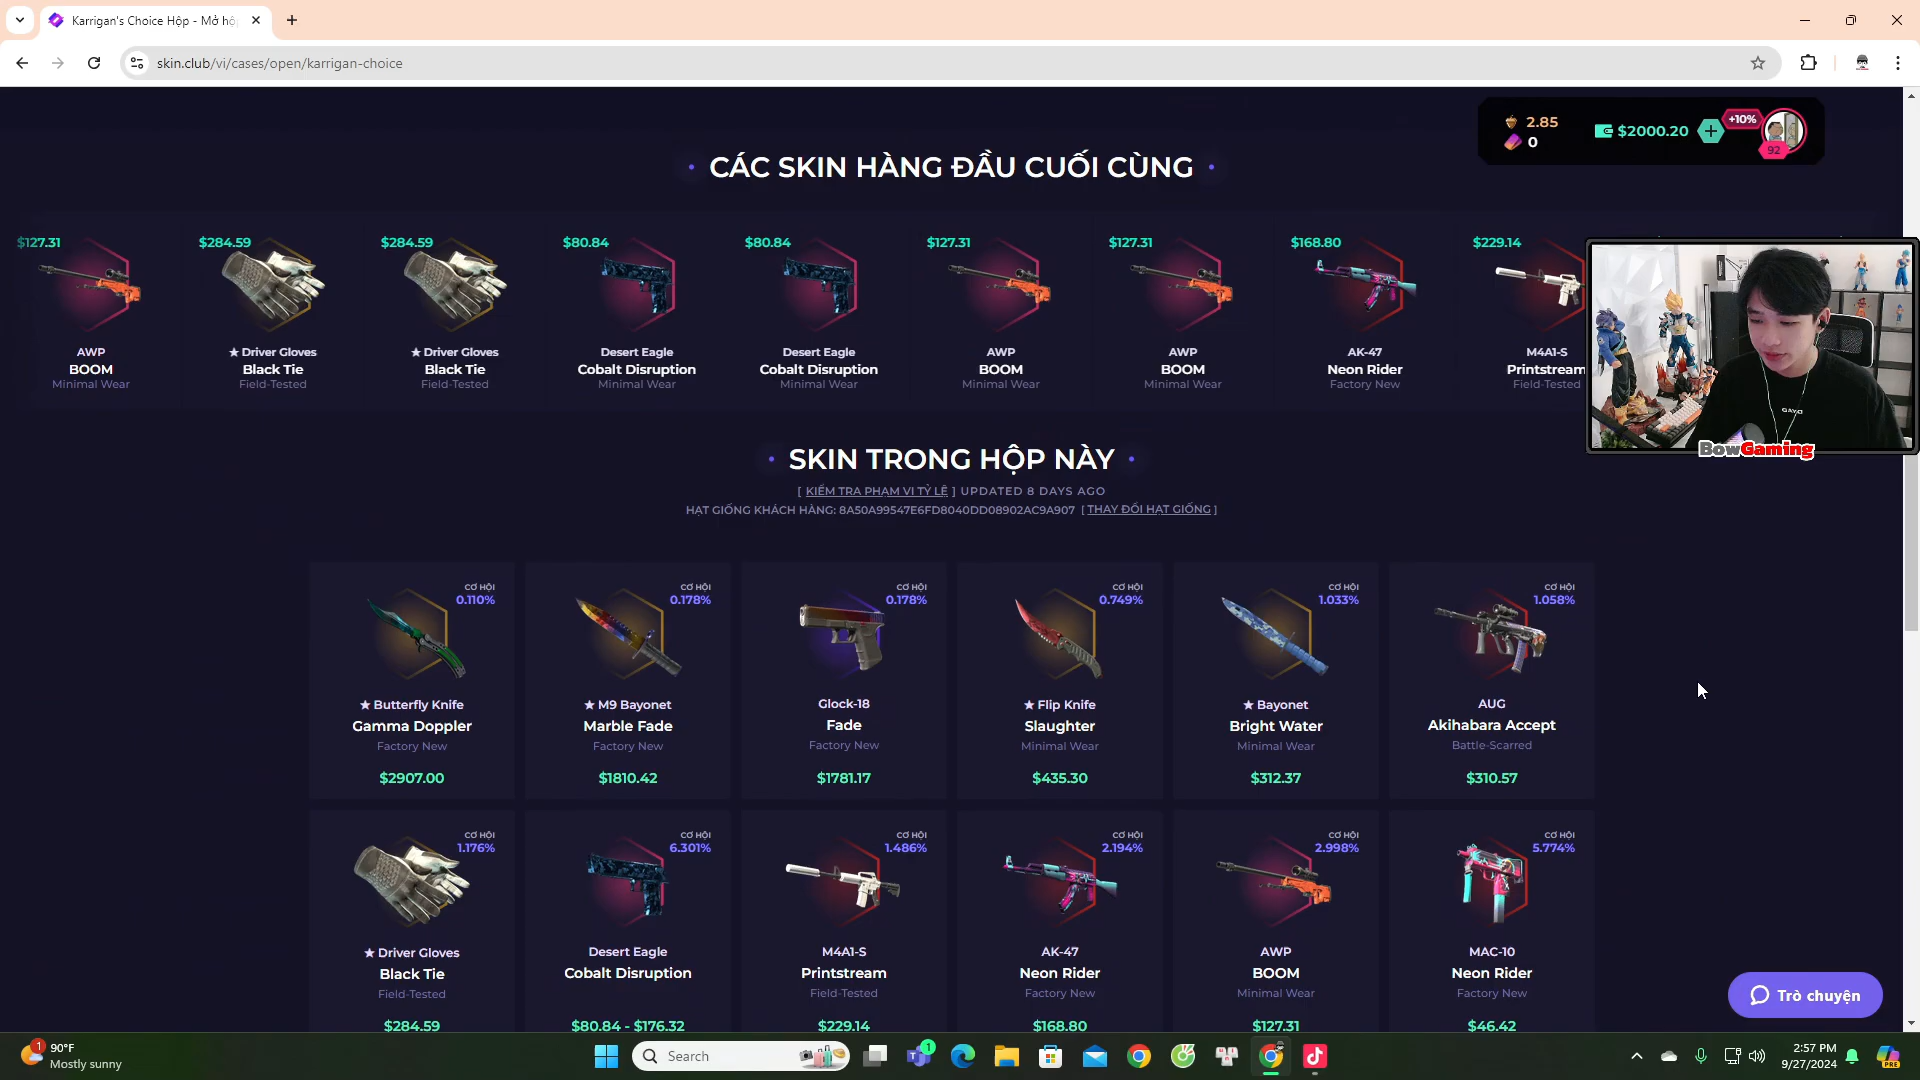 Karrigan's Choice Hộp - Mở hộ
skin.club/vi/cases/open/karrigan-choice
2.85
0
$2000.20
+10%
92
CÁC SKIN HÀNG ĐẦU CUỐI CÙNG
$127.31 $284.59 $284.59 $80.84 $80.84 $127.31 $127.31 $168.80 $229.14
AWP ★ Driver Gloves ★ Driver Gloves Desert Eagle Desert Eagle AWP AWP AK-47 M4A1-S
BOOM Black Tie Black Tie Cobalt Disruption Cobalt Disruption BOOM BOOM Neon Rider Printstream
Minimal Wear Field-Tested Field-Tested Minimal Wear Minimal Wear Minimal Wear Minimal Wear Factory New Field-Tested
BowGaming
SKIN TRONG HỘP NÀY
[ KIỂM TRA PHẠM VI TỶ LỆ ] UPDATED 8 DAYS AGO
HẠT GIỐNG KHÁCH HÀNG: 8A50A99547E6FD8040DD08902AC9A907 [ THAY ĐỔI HẠT GIỐNG ]
CƠ HỘI CƠ HỘI CƠ HỘI CƠ HỘI CƠ HỘI CƠ HỘI
0.110% 0.178% 0.178% 0.749% 1.033% 1.058%
★ Butterfly Knife ★ M9 Bayonet Glock-18 ★ Flip Knife ★ Bayonet AUG
Gamma Doppler Marble Fade Fade Slaughter Bright Water Akihabara Accept
Factory New Factory New Factory New Minimal Wear Minimal Wear Battle-Scarred
$2907.00 $1810.42 $1781.17 $435.30 $312.37 $310.57
CƠ HỘI CƠ HỘI CƠ HỘI CƠ HỘI CƠ HỘI CƠ HỘI
1.176% 6.301% 1.486% 2.194% 2.998% 5.774%
★ Driver Gloves Desert Eagle M4A1-S AK-47 AWP MAC-10
Black Tie Cobalt Disruption Printstream Neon Rider BOOM Neon Rider
Field-Tested Field-Tested Factory New Minimal Wear Factory New
$284.59 $80.84 - $176.32 $229.14 $168.80 $127.31 $46.42
Trò chuyện
1
90°F
Mostly sunny
Search
1
2:57 PM
9/27/2024
PRE